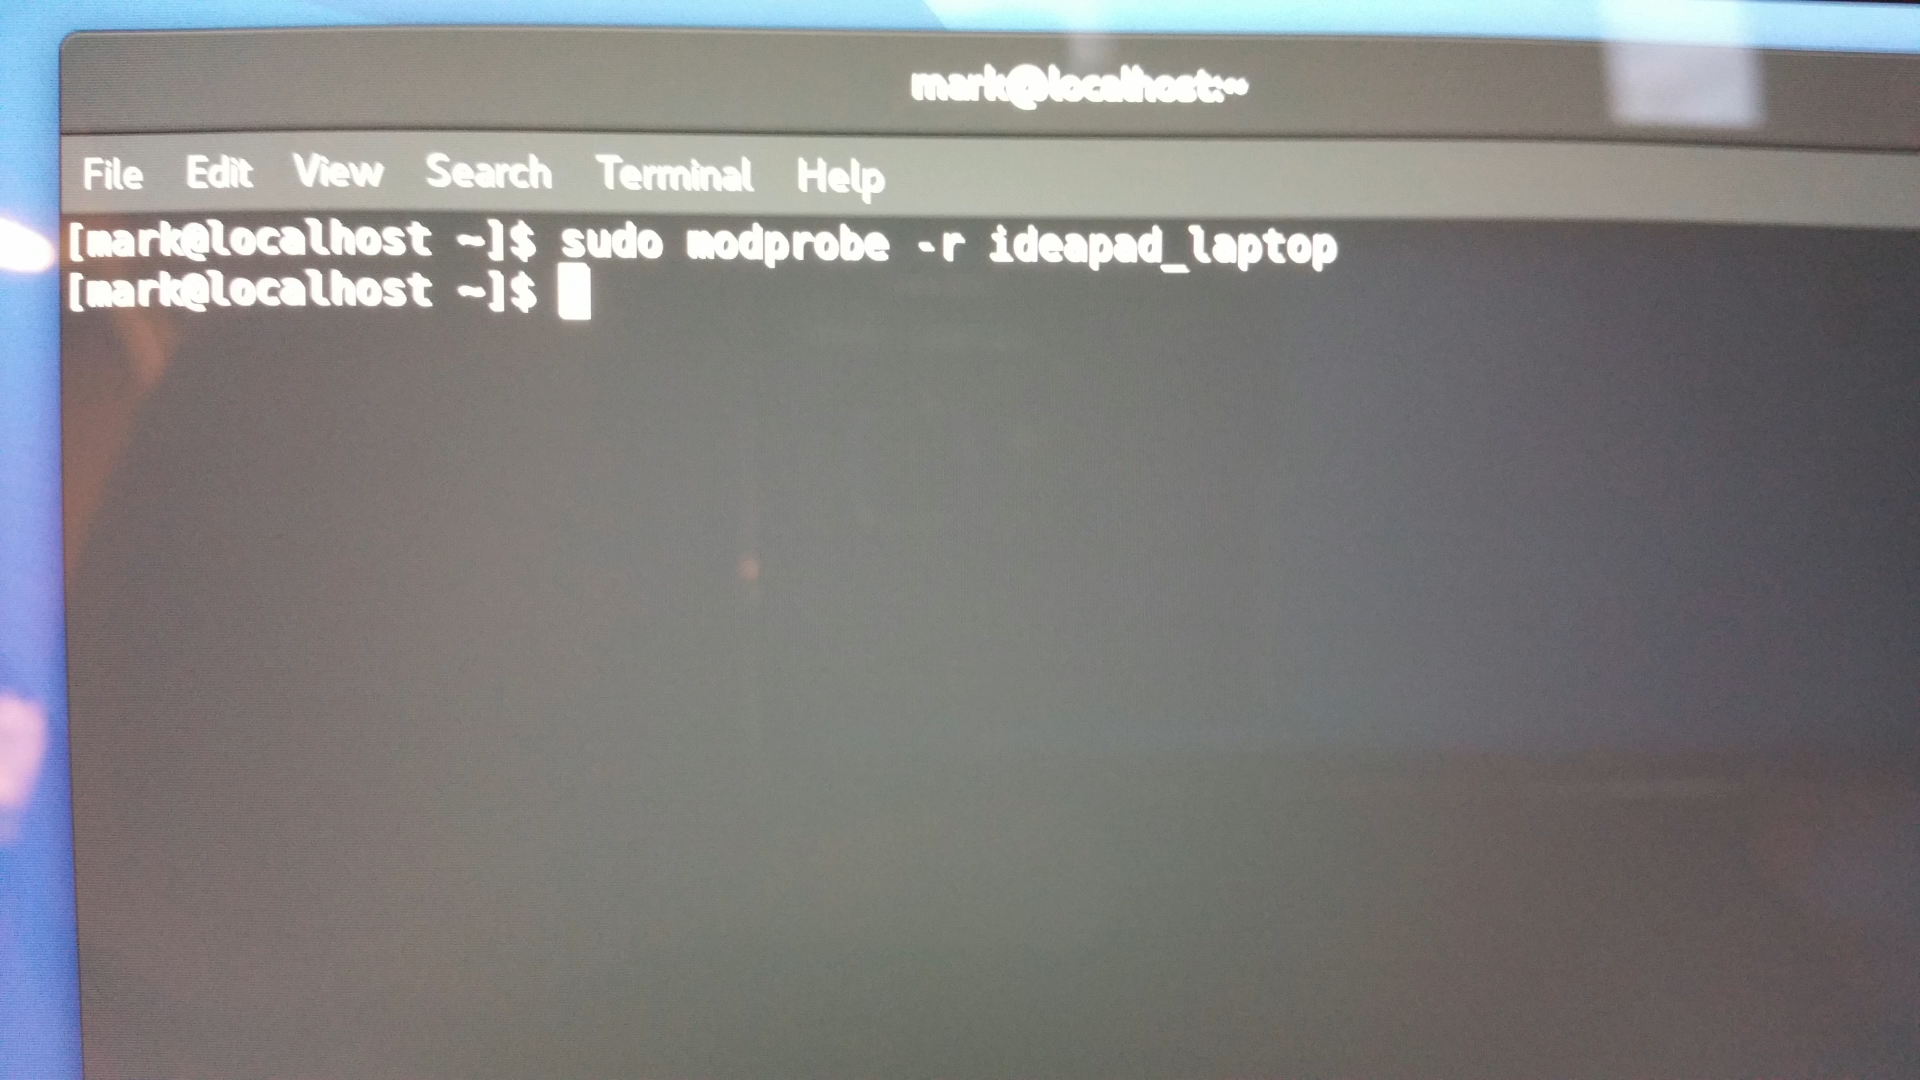 mark@localhost:~
File Edit View Search Terminal Help
[mark@localhost ~]$ sudo modprobe -r ideapad_laptop
[mark@localhost ~]$